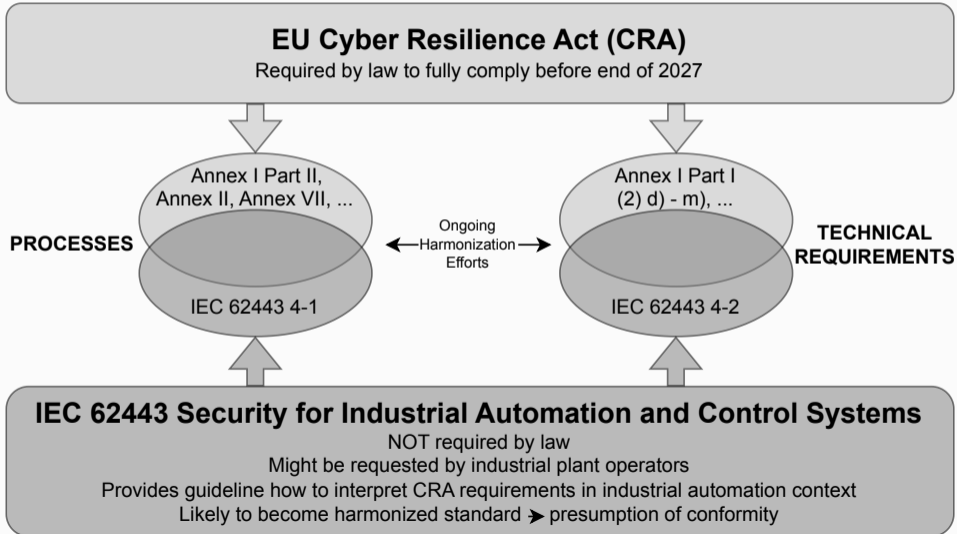 EU Cyber Resilience Act (CRA)
Required by law to fully comply before end of 2027
Annex I Part II,
Annex II, Annex VII, ...
PROCESSES
IEC 62443 4-1
Ongoing
Harmonization
Efforts
Annex I Part I
(2) d) - m), ...
TECHNICAL
REQUIREMENTS
IEC 62443 4-2
IEC 62443 Security for Industrial Automation and Control Systems
NOT required by law
Might be requested by industrial plant operators
Provides guideline how to interpret CRA requirements in industrial automation context
Likely to become harmonized standard ➤ presumption of conformity